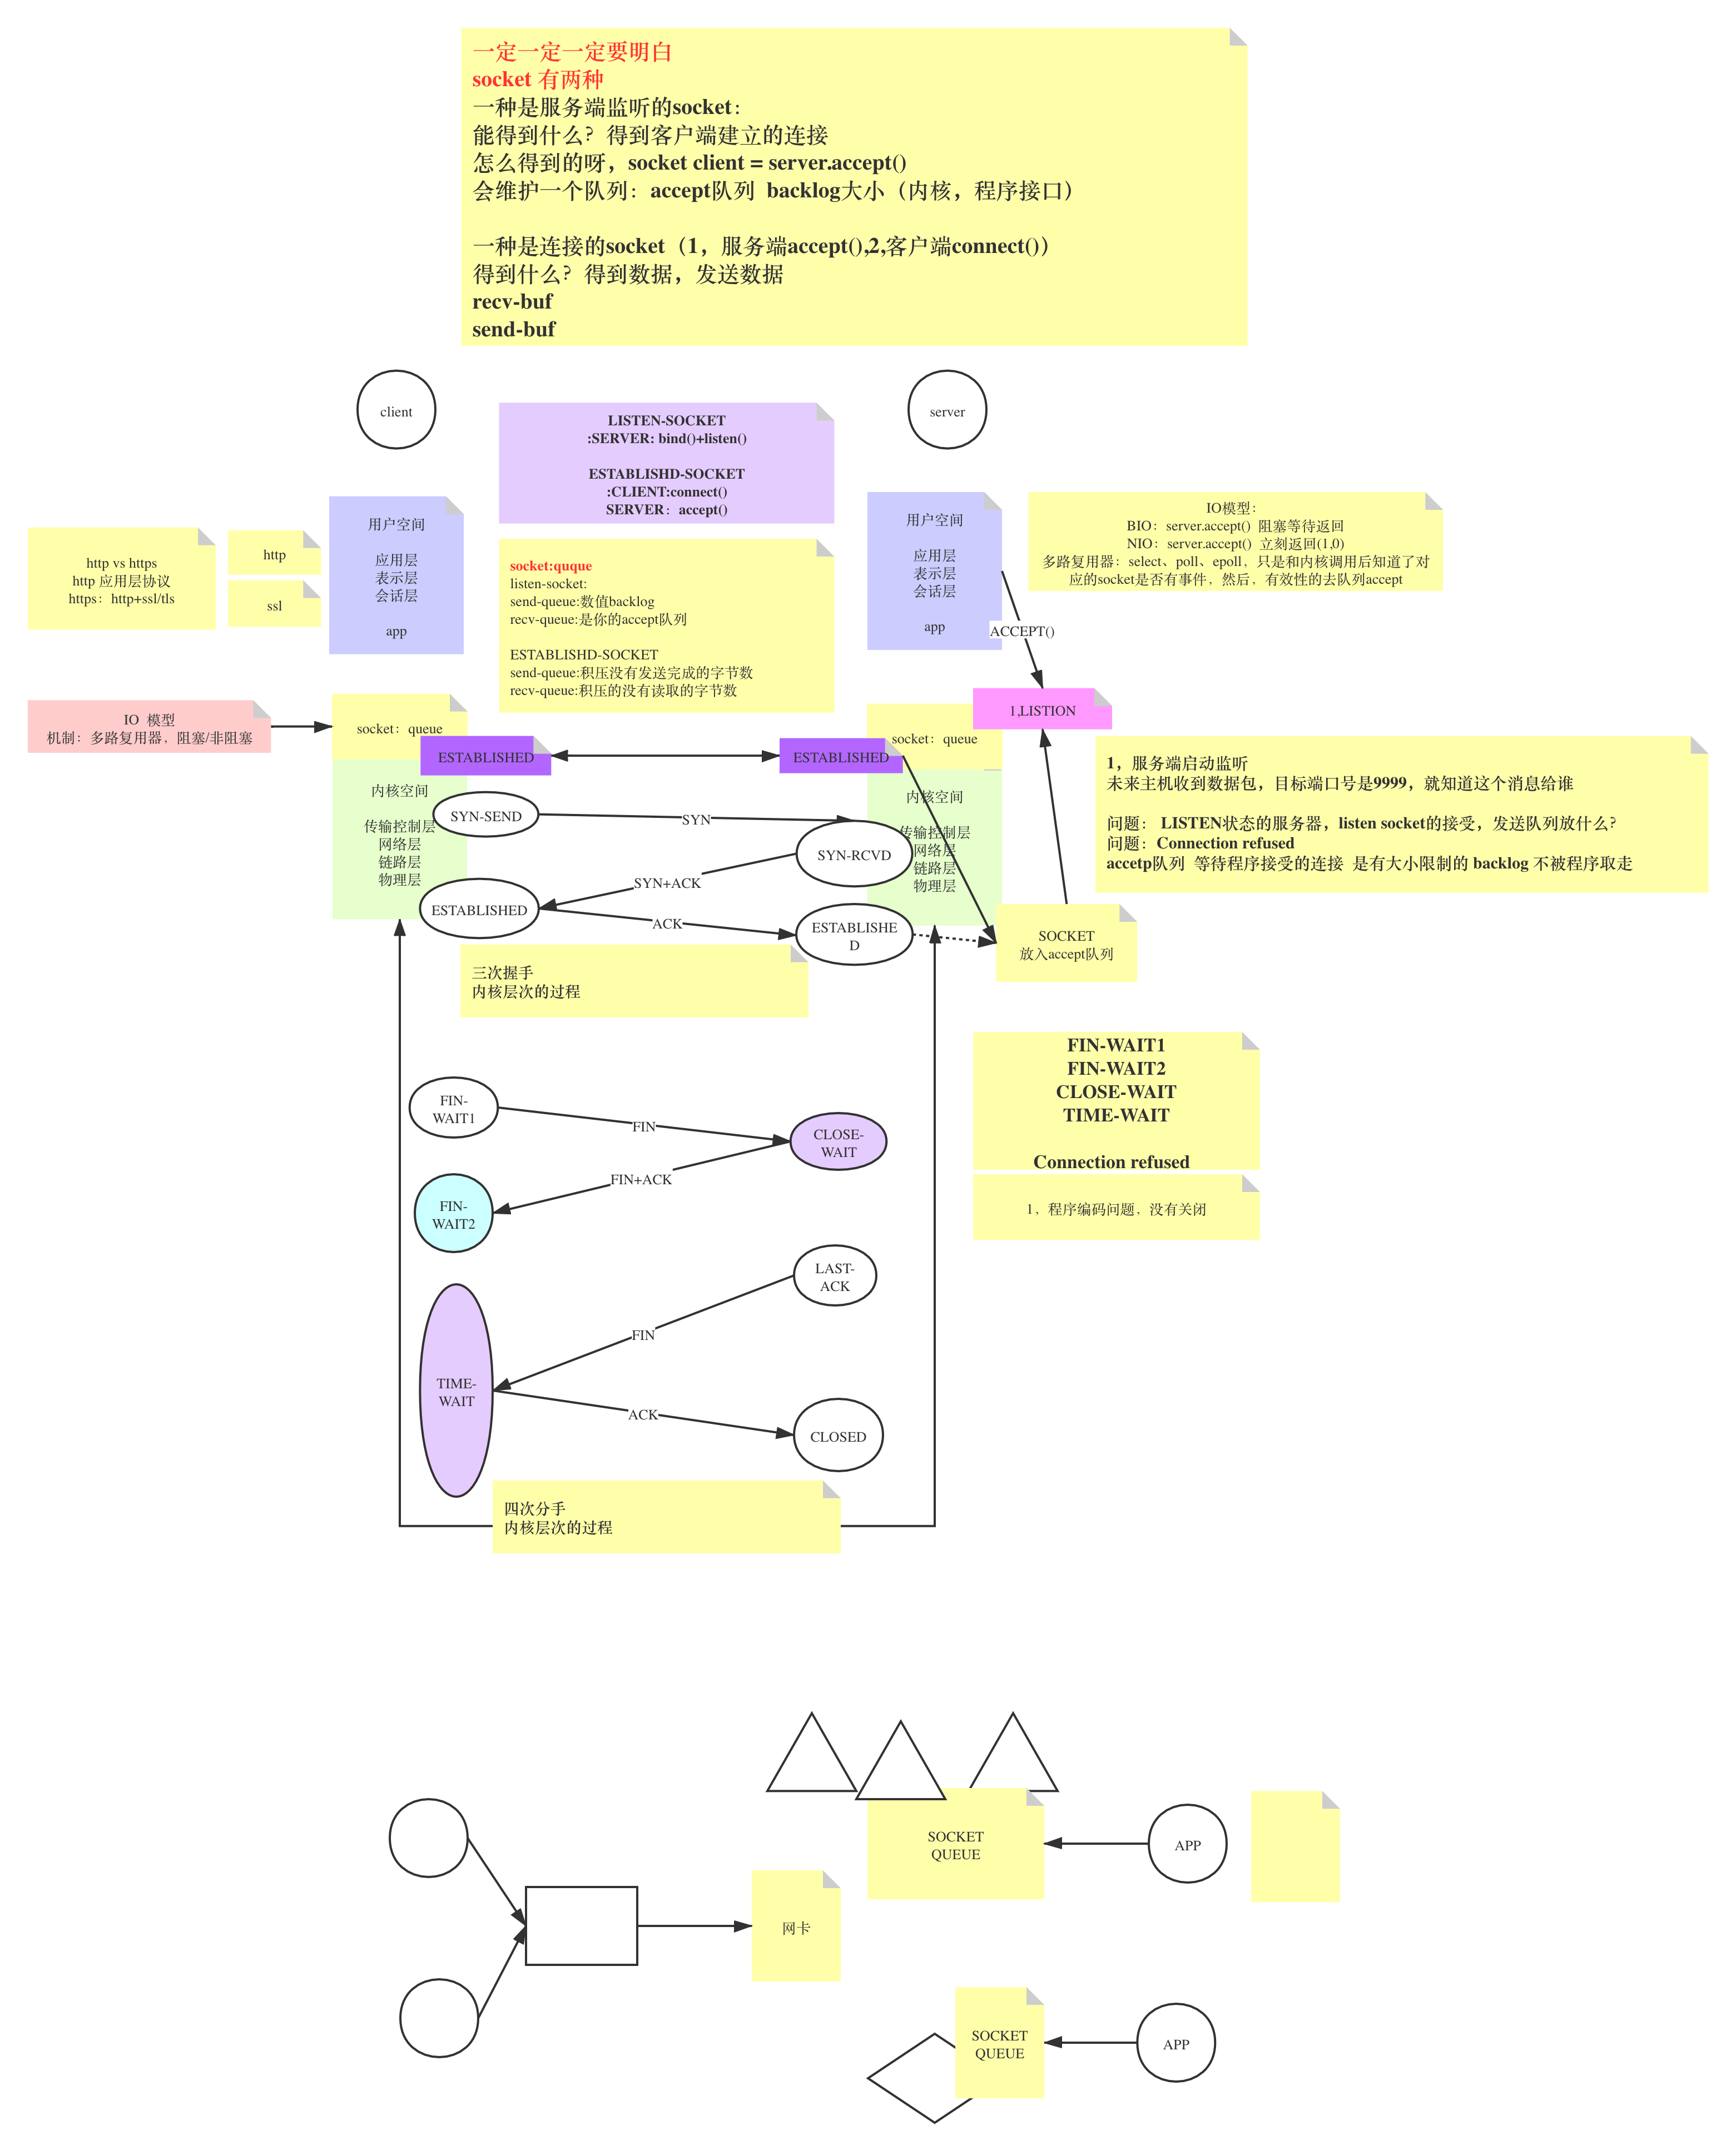 一定一定一定要明白
socket 有两种
一种是服务端监听的socket：
能得到什么？得到客户端建立的连接
怎么得到的呀，socket client = server.accept()
会维护一个队列：accept队列  backlog大小（内核，程序接口）
一种是连接的socket（1，服务端accept(),2,客户端connect()）
得到什么？得到数据，发送数据
recv-buf
send-buf
client
server
LISTEN-SOCKET
:SERVER: bind()+listen()
ESTABLISHD-SOCKET
:CLIENT:connect()
SERVER：accept()
http vs https
http 应用层协议
https：http+ssl/tls
http
ssl
用户空间
应用层
表示层
会话层
app
socket:quque
listen-socket:
send-queue:数值backlog
recv-queue:是你的accept队列
ESTABLISHD-SOCKET
send-queue:积压没有发送完成的字节数
recv-queue:积压的没有读取的字节数
用户空间
应用层
表示层
会话层
app
IO模型：
BIO：server.accept()  阻塞等待返回
NIO：server.accept()  立刻返回(1,0)
多路复用器：select、poll、epoll，只是和内核调用后知道了对
应的socket是否有事件，然后，有效性的去队列accept
ACCEPT()
1,LISTION
IO  模型
机制：多路复用器，阻塞/非阻塞
socket：queue
socket：queue
ESTABLISHED
ESTABLISHED
内核空间
传输控制层
网络层
链路层
物理层
内核空间
传输控制层
网络层
链路层
物理层
SYN-SEND
SYN
SYN-RCVD
SYN+ACK
ESTABLISHED
ACK
ESTABLISHE
D
1，服务端启动监听
未来主机收到数据包，目标端口号是9999，就知道这个消息给谁
问题： LISTEN状态的服务器，listen socket的接受，发送队列放什么？
问题：Connection refused
accetp队列  等待程序接受的连接  是有大小限制的 backlog 不被程序取走
SOCKET
放入accept队列
三次握手
内核层次的过程
FIN-WAIT1
FIN-WAIT2
CLOSE-WAIT
TIME-WAIT
Connection refused
1，程序编码问题，没有关闭
FIN-
WAIT1
FIN
CLOSE-
WAIT
FIN+ACK
FIN-
WAIT2
LAST-
ACK
FIN
TIME-
WAIT
ACK
CLOSED
四次分手
内核层次的过程
SOCKET
QUEUE
APP
网卡
SOCKET
QUEUE
APP